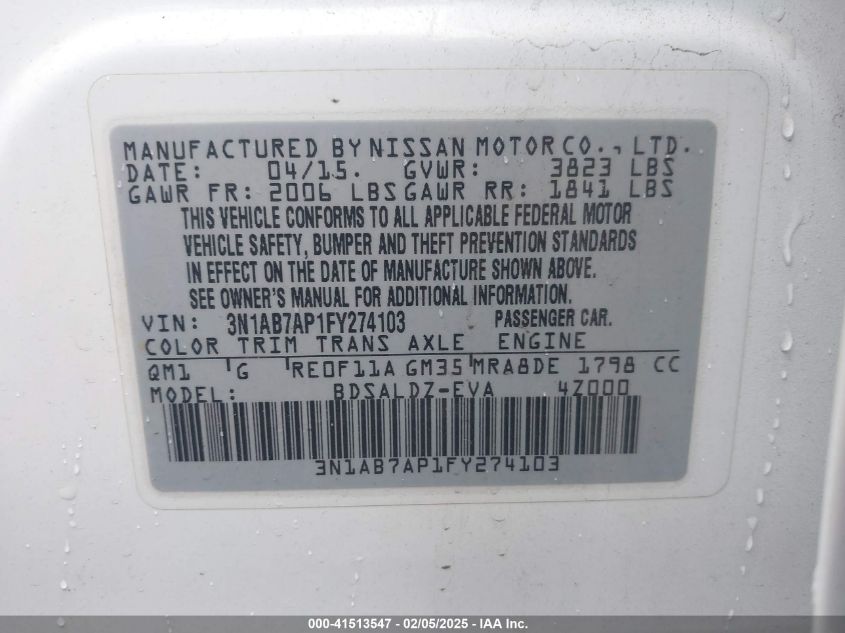 MANUFACTURED BY NISSAN MOTOR CO., LTD.
DATE: 04/15. GVWR: 3823 LBS
GAWR FR: 2006 LBS GAWR RR: 1841 LBS
THIS VEHICLE CONFORMS TO ALL APPLICABLE FEDERAL MOTOR
VEHICLE SAFETY, BUMPER AND THEFT PREVENTION STANDARDS
IN EFFECT ON THE DATE OF MANUFACTURE SHOWN ABOVE.
SEE OWNER'S MANUAL FOR ADDITIONAL INFORMATION.
VIN: 3N1AB7AP1FY274103 PASSENGER CAR.
COLOR TRIM TRANS AXLE ENGINE
QM1 G RE0F11A GM35 MRA8DE 1798 CC
MODEL: BDSALDZ-EVA 4Z000
3N1AB7AP1FY274103
000-41513547 - 02/05/2025 - IAA Inc.